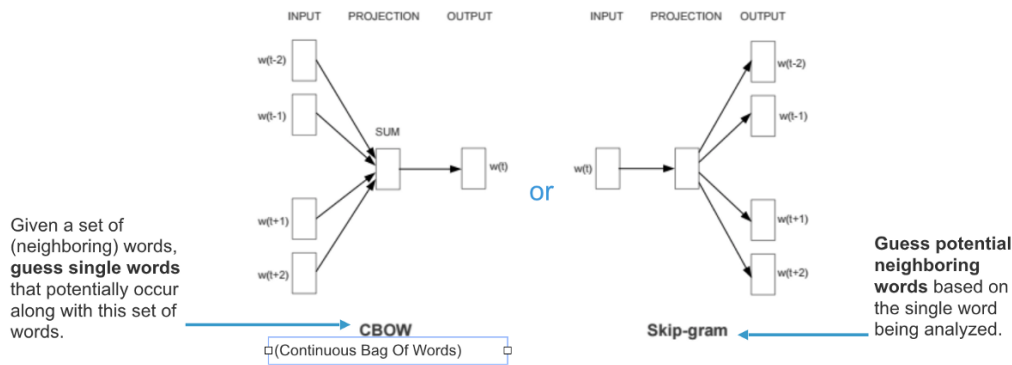 INPUT PROJECTION OUTPUT
w(t-2)
w(t-1)
SUM
w(t)
w(t+1)
w(t+2)
Given a set of
(neighboring) words,
guess single words
that potentially occur
along with this set of
words.
CBOW
(Continuous Bag Of Words)
or
INPUT PROJECTION OUTPUT
w(t-2)
w(t-1)
w(t)
w(t+1)
w(t+2)
Skip-gram
Guess potential
neighboring
words based on
the single word
being analyzed.